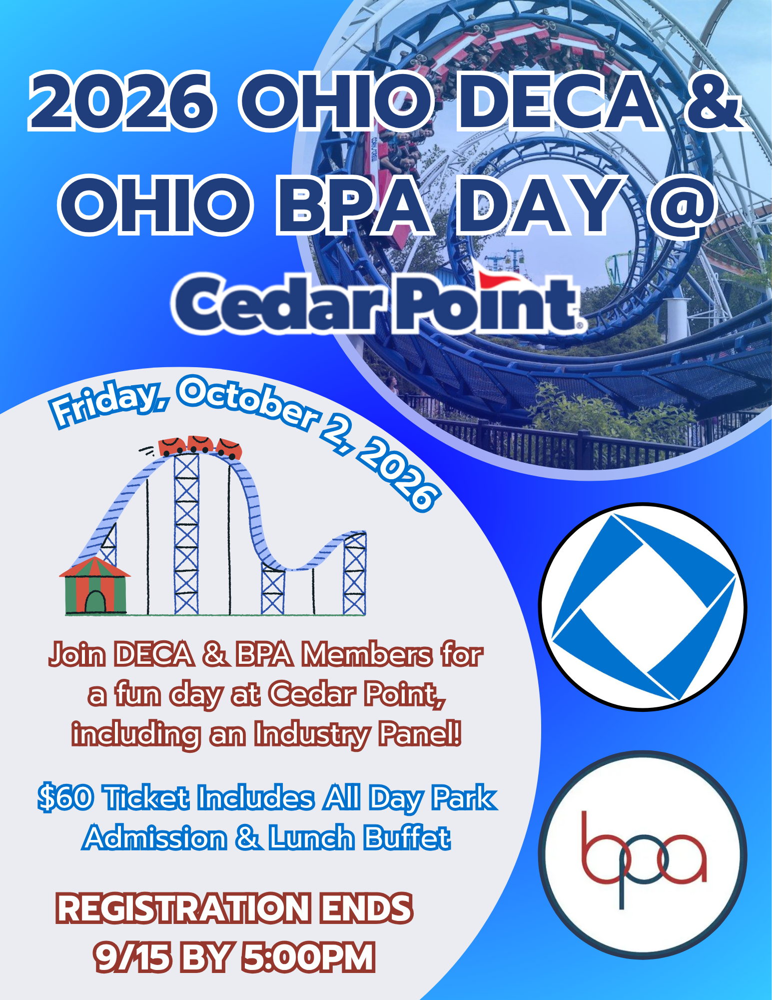 2026 OHIO DECA &
OHIO BPA DAY @
Cedar Point®
Friday, October 2, 2026
Join DECA & BPA Members for
a fun day at Cedar Point,
including an Industry Panel!
$60 Ticket Includes All Day Park
Admission & Lunch Buffet
REGISTRATION ENDS
9/15 BY 5:00PM
bpa